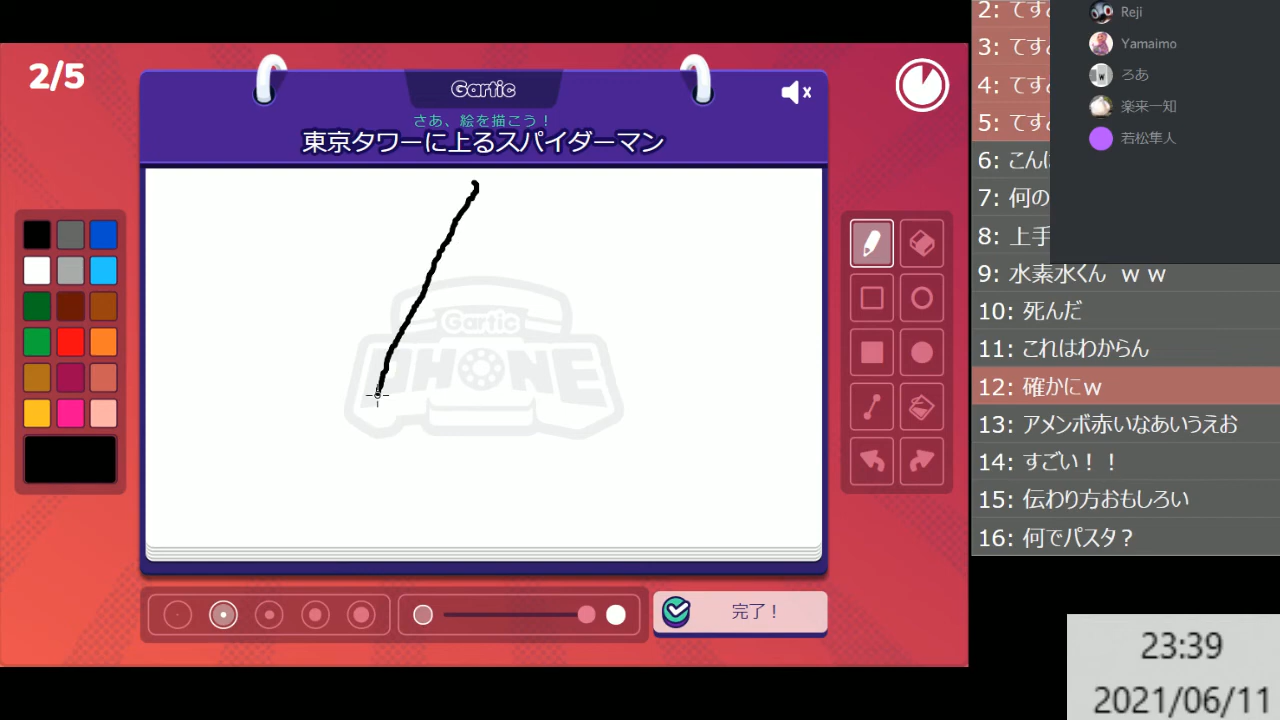 2/5
Gartic
さあ、絵を描こう！
東京タワーに上るスパイダーマン
Gartic
PHONE
完了！
2: てす
3: てす
4: てす
5: てす
6: こん
7: 何の
8: 上手
9: 水素水くん ｗｗ
10: 死んだ
11: これはわからん
12: 確かにｗ
13: アメンボ赤いなあいうえお
14: すごい！！
15: 伝わり方おもしろい
16: 何でパスタ？
Reji
Yamaimo
ろあ
楽来一知
若松隼人
23:39
2021/06/11